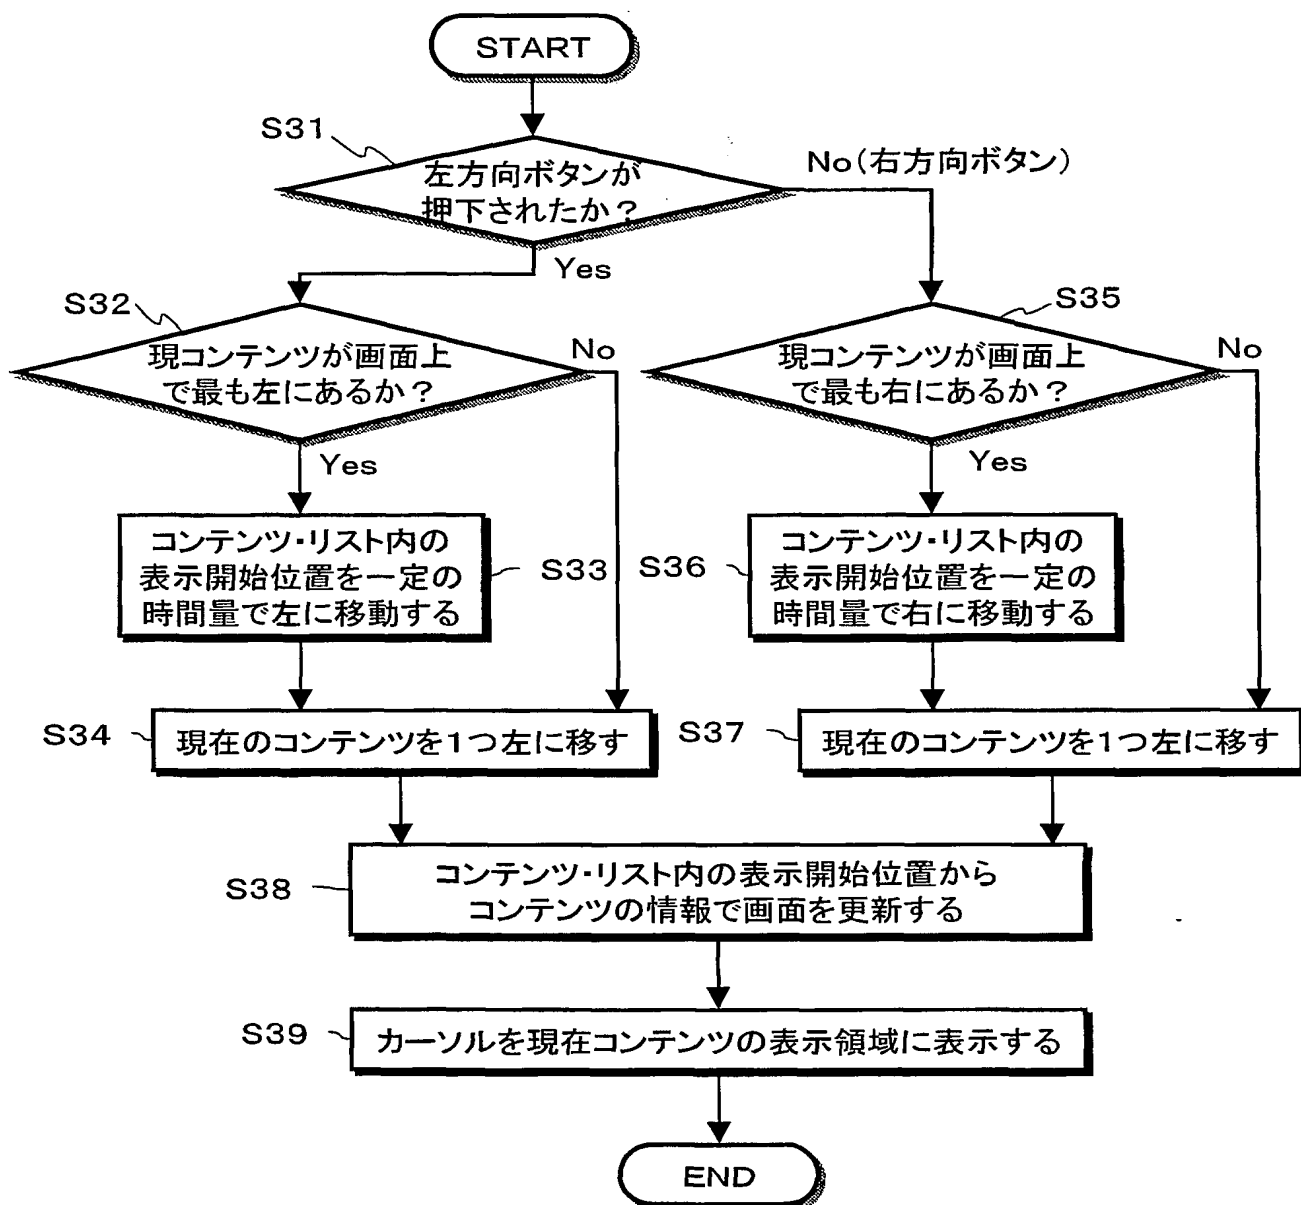 START
S31
左方向ボタンが
押下されたか？
No（右方向ボタン）
Yes
S32
現コンテンツが画面上
で最も左にあるか？
No
Yes
S35
現コンテンツが画面上
で最も右にあるか？
No
Yes
コンテンツ・リスト内の
表示開始位置を一定の
時間量で左に移動する
S33
S36
コンテンツ・リスト内の
表示開始位置を一定の
時間量で右に移動する
S34
現在のコンテンツを1つ左に移す
S37
現在のコンテンツを1つ左に移す
S38
コンテンツ・リスト内の表示開始位置から
コンテンツの情報で画面を更新する
S39
カーソルを現在コンテンツの表示領域に表示する
END